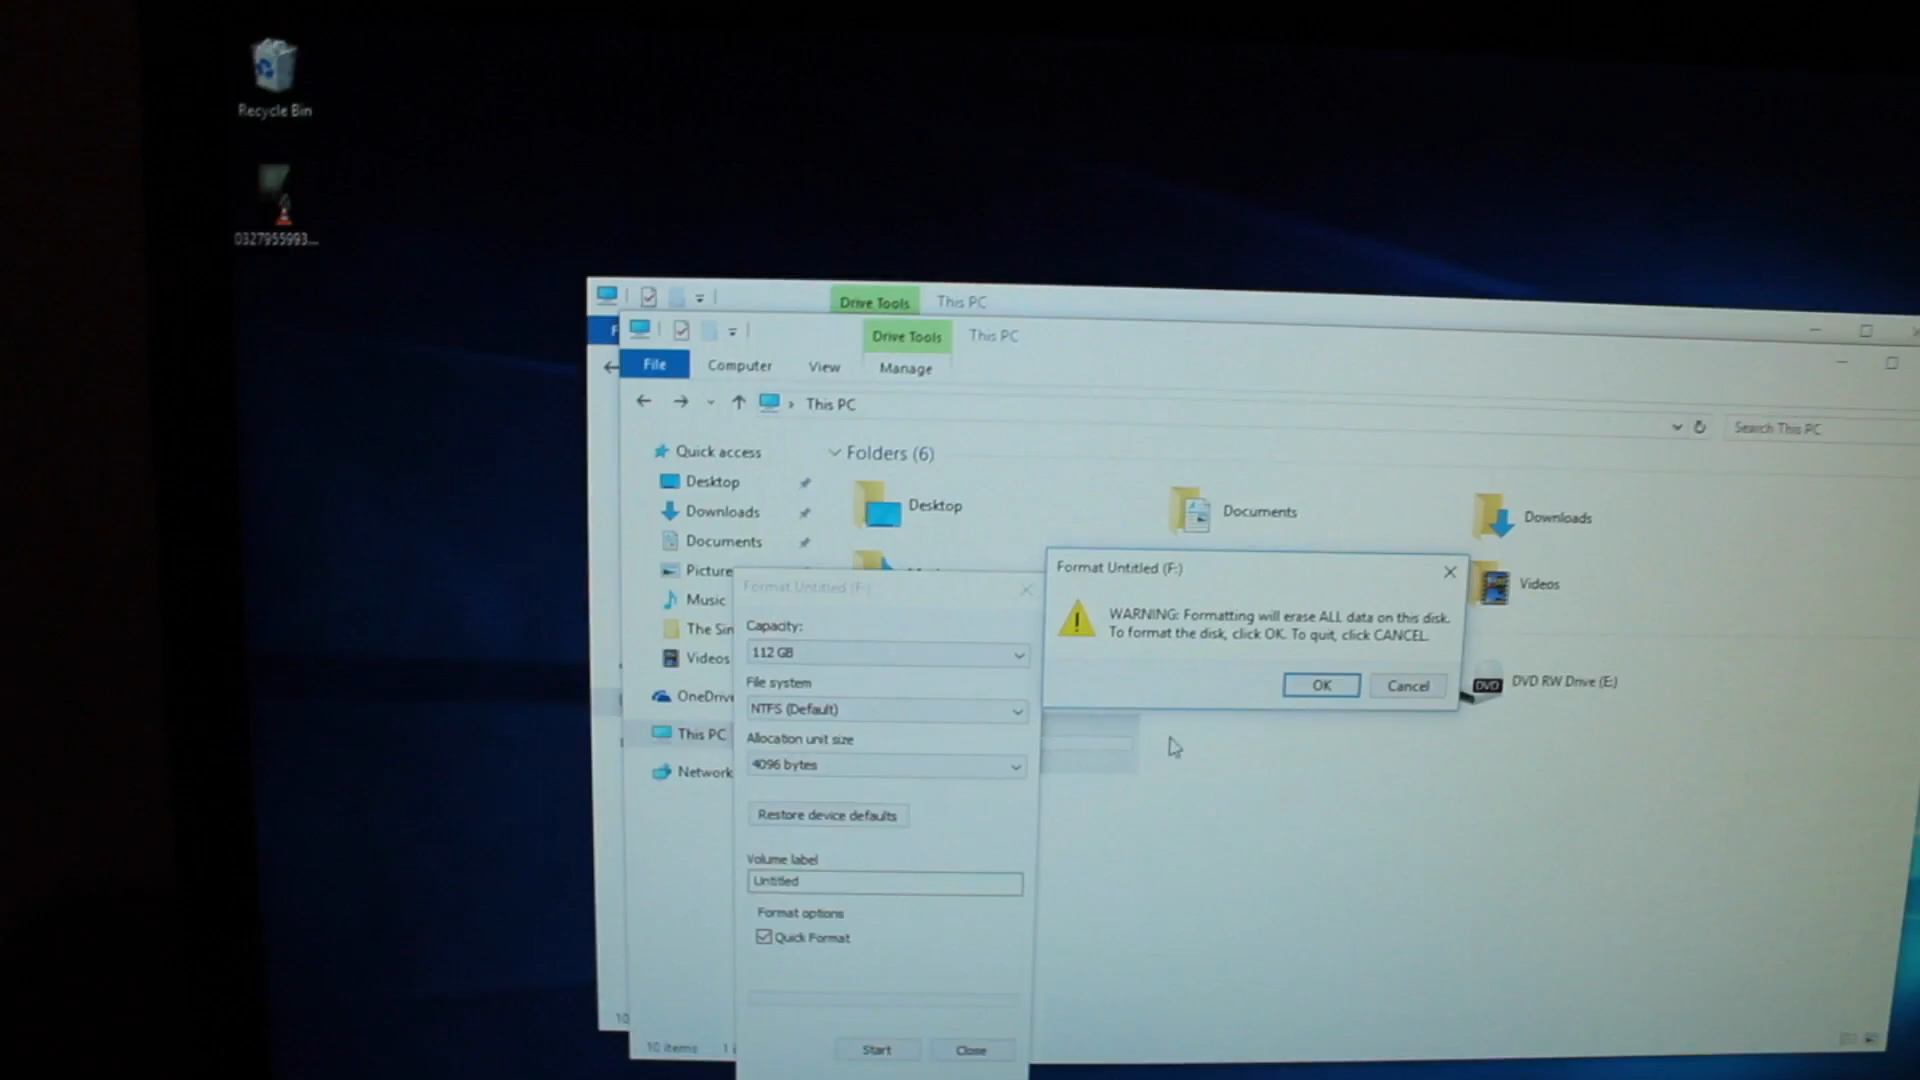 Recycle Bin
0327955993...
Drive Tools
This PC
Drive Tools
This PC
File
Computer
View
Manage
This PC
Search This PC
Quick access
Desktop
Downloads
Documents
Picture
Music
The Sin
Videos
OneDrive
This PC
Network
Folders (6)
Desktop
Documents
Downloads
Videos
DVD
DVD RW Drive (E:)
Format Untitled (F:)
Capacity:
112 GB
File system
NTFS (Default)
Allocation unit size
4096 bytes
Restore device defaults
Volume label
Untitled
Format options
Quick Format
Start
Close
Format Untitled (F:)
WARNING: Formatting will erase ALL data on this disk.
To format the disk, click OK. To quit, click CANCEL.
OK
Cancel
10
10 items